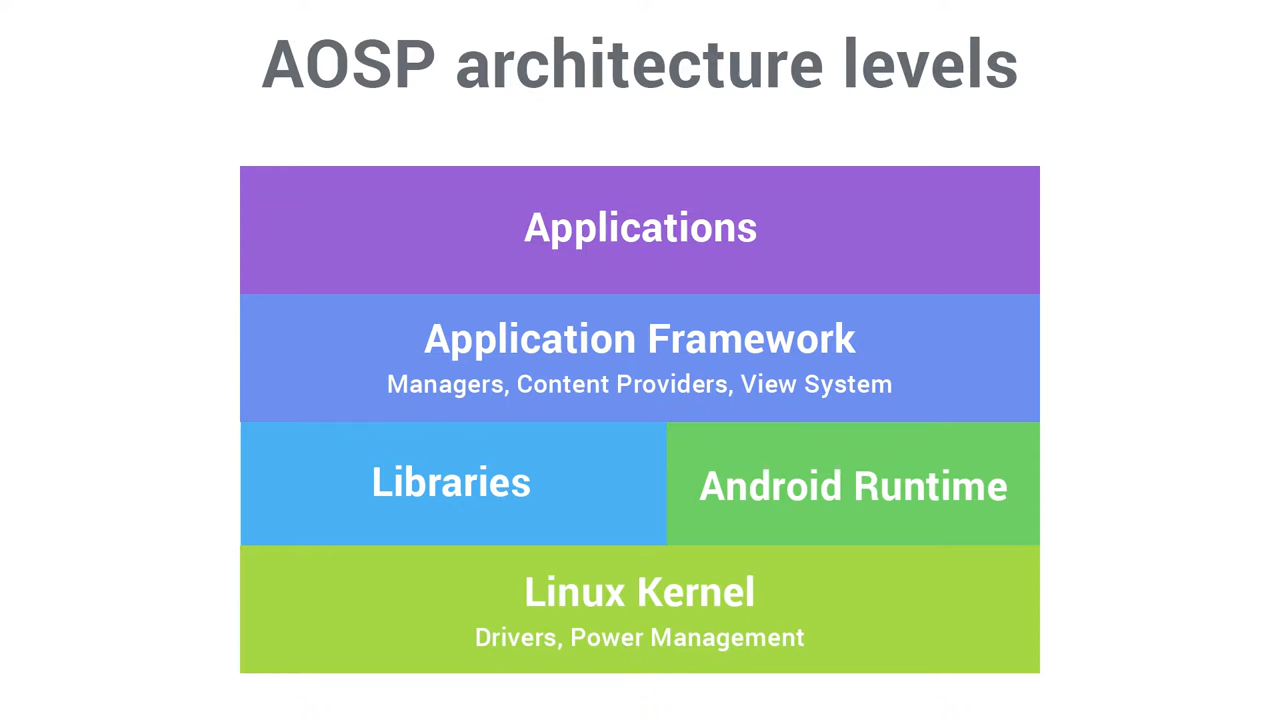 AOSP architecture levels
Applications
Application Framework
Managers, Content Providers, View System
Libraries
Android Runtime
Linux Kernel
Drivers, Power Management